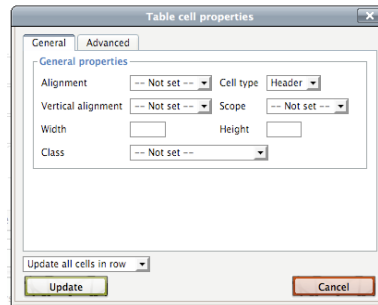 Table cell properties X
General Advanced
General properties
Alignment -- Not set -- Cell type Header
Vertical alignment -- Not set -- Scope -- Not set --
Width Height
Class -- Not set --
Update all cells in row
Update Cancel